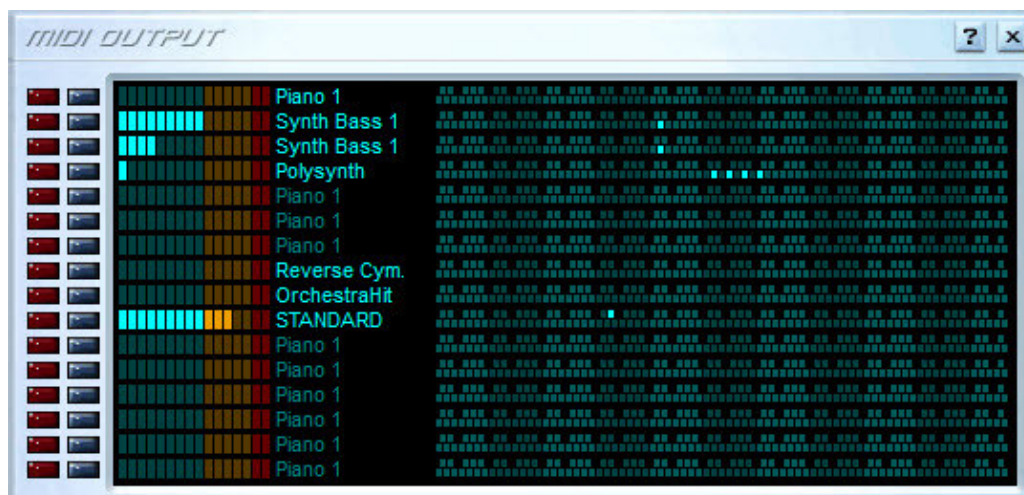 MIDI OUTPUT
? ×
Piano 1
Synth Bass 1
Synth Bass 1
Polysynth
Piano 1
Piano 1
Piano 1
Reverse Cym.
OrchestraHit
STANDARD
Piano 1
Piano 1
Piano 1
Piano 1
Piano 1
Piano 1